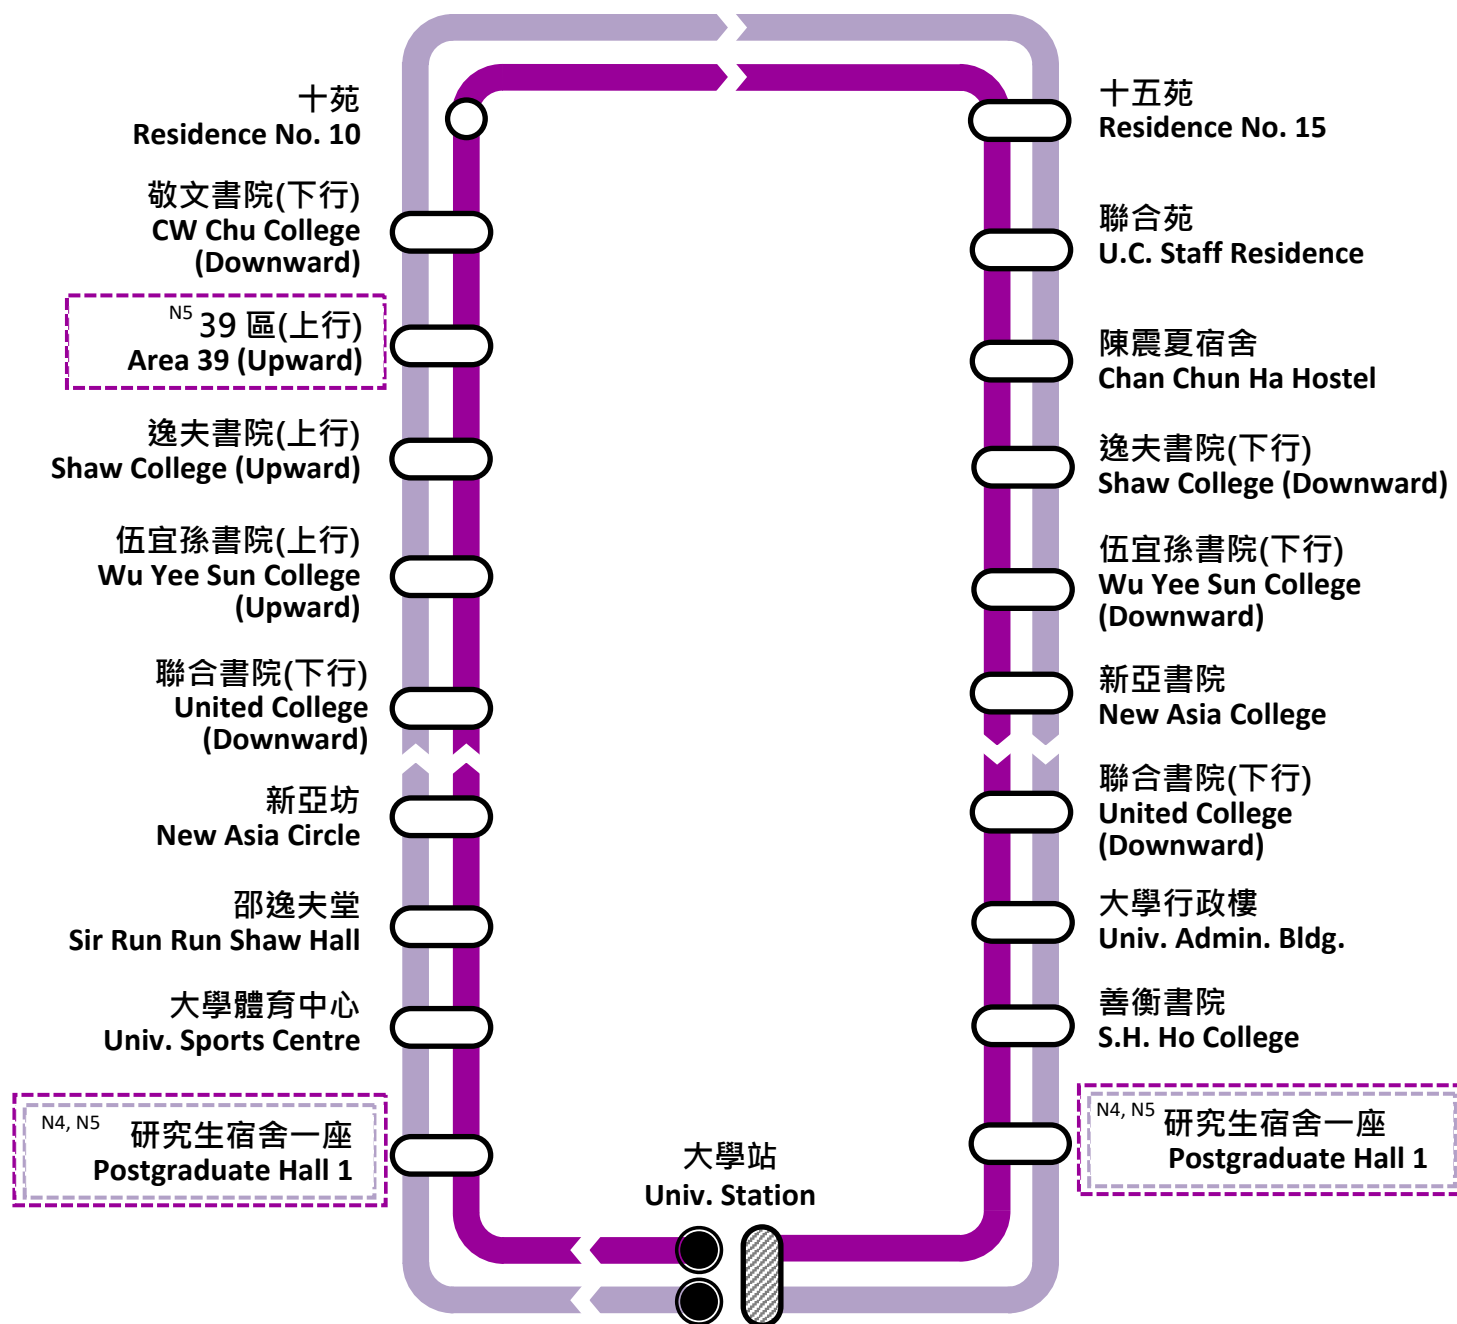 十苑
Residence No. 10
敬文書院(下行)
CW Chu College
(Downward)
N5 39 區(上行)
Area 39 (Upward)
逸夫書院(上行)
Shaw College (Upward)
伍宜孫書院(上行)
Wu Yee Sun College
(Upward)
聯合書院(下行)
United College
(Downward)
新亞坊
New Asia Circle
邵逸夫堂
Sir Run Run Shaw Hall
大學體育中心
Univ. Sports Centre
N4, N5 研究生宿舍一座
Postgraduate Hall 1
大學站
Univ. Station
十五苑
Residence No. 15
聯合苑
U.C. Staff Residence
陳震夏宿舍
Chan Chun Ha Hostel
逸夫書院(下行)
Shaw College (Downward)
伍宜孫書院(下行)
Wu Yee Sun College
(Downward)
新亞書院
New Asia College
聯合書院(下行)
United College
(Downward)
大學行政樓
Univ. Admin. Bldg.
善衡書院
S.H. Ho College
N4, N5 研究生宿舍一座
Postgraduate Hall 1